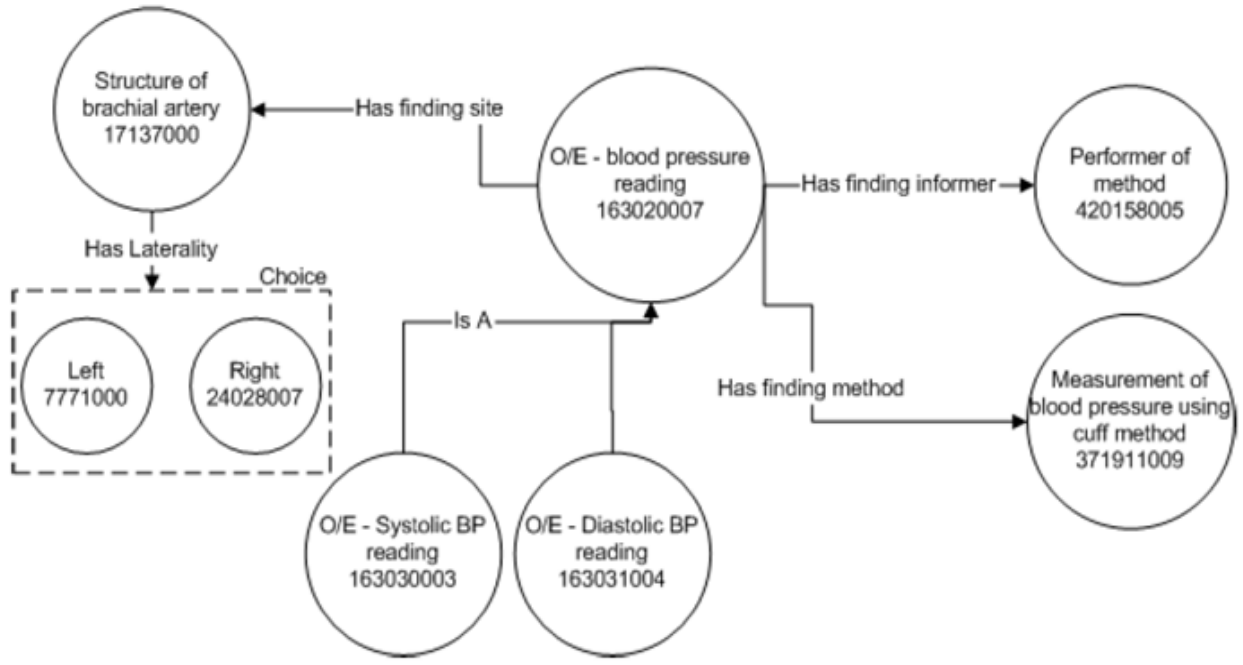 Structure of
brachial artery
17137000
Has finding site
O/E - blood pressure
reading
163020007
Has finding informer
Performer of
method
420158005
Has Laterality
Choice
Left
7771000
Right
24028007
Is A
Has finding method
Measurement of
blood pressure using
cuff method
371911009
O/E - Systolic BP
reading
163030003
O/E - Diastolic BP
reading
163031004